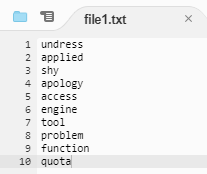 file1.txt
1 undress
2 applied
3 shy
4 apology
5 access
6 engine
7 tool
8 problem
9 function
10 quota